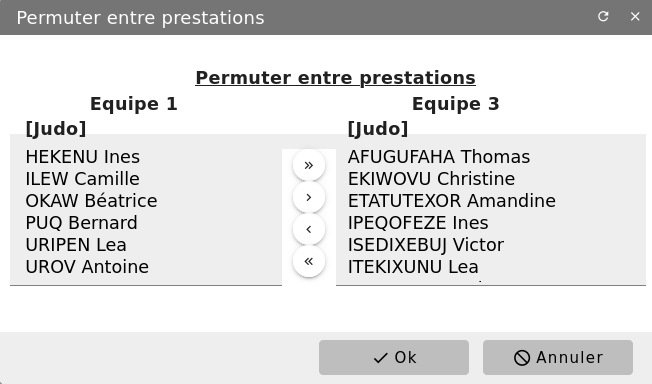 Permuter entre prestations
Permuter entre prestations
Equipe 1
[Judo]
HEKENU Ines
ILEW Camille
OKAW Béatrice
PUQ Bernard
URIPEN Lea
UROV Antoine
»
›
‹
«
Equipe 3
[Judo]
AFUGUFAHA Thomas
EKIWOVU Christine
ETATUTEXOR Amandine
IPEQOFEZE Ines
ISEDIXEBUJ Victor
ITEKIXUNU Lea
Ok
Annuler